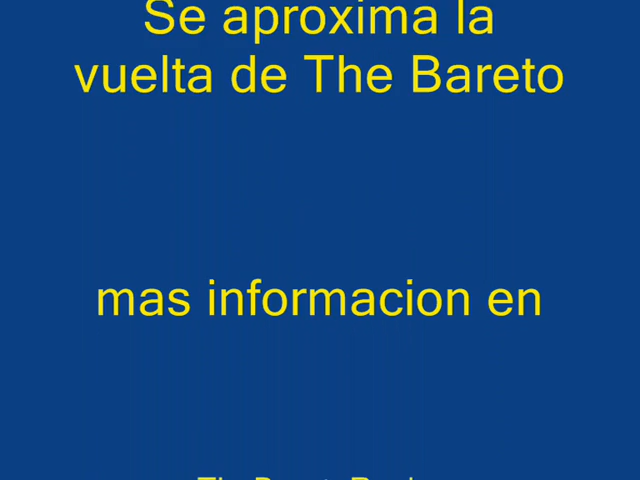 Se aproxima la
vuelta de The Bareto
mas informacion en